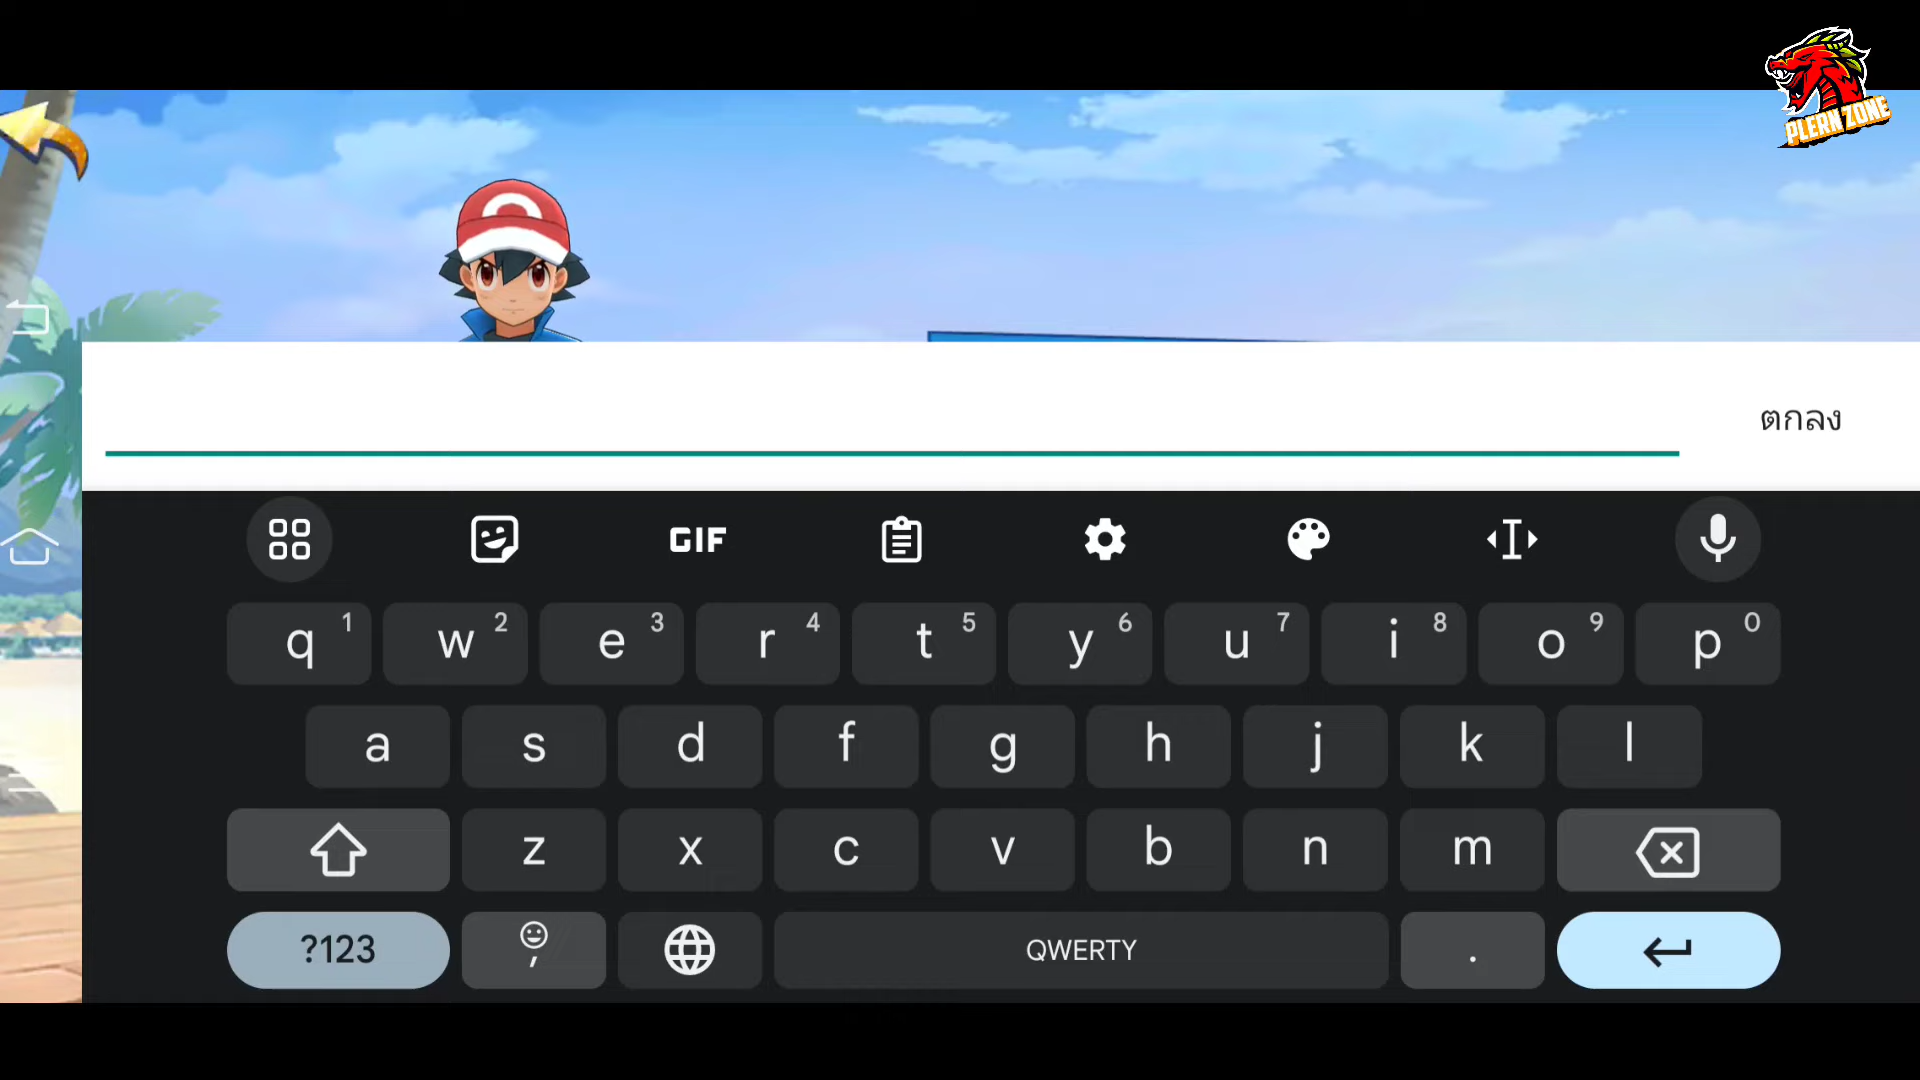 PLERN ZONE
ตกลง
GIF
q 1 w 2 e 3 r 4 t 5 y 6 u 7 i 8 o 9 p 0
a s d f g h j k l
z x c v b n m
?123 , QWERTY .